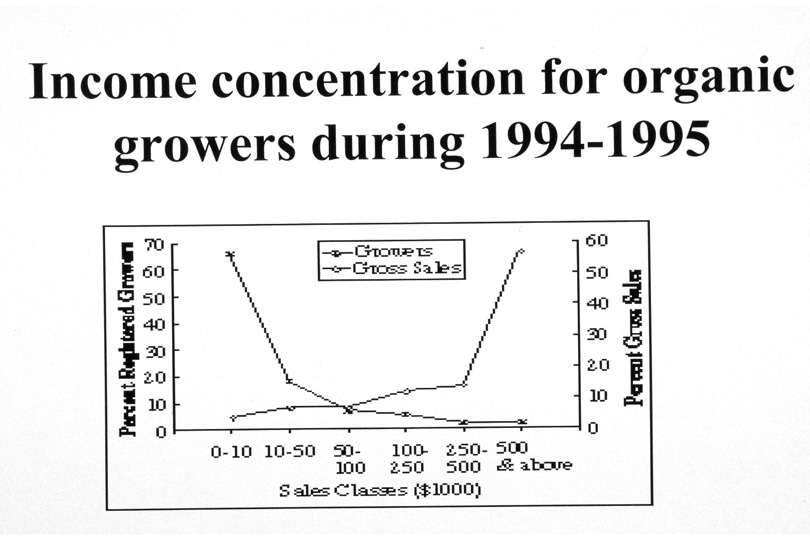 Income concentration for organic
growers during 1994-1995
Percent Registered Growers
70
60
50
40
30
20
10
0
Growers
Gross Sales
60
50
40
30
20
10
0
Percent Gross Sales
0-10 10-50 50- 100- 250- 500
100 250 500 & above
Sales Classes ($1000)